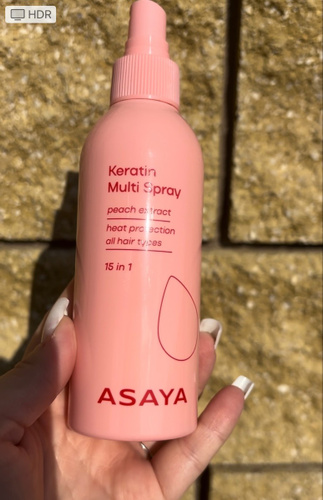 HDR
Keratin
Multi Spray
peach extract
heat protection
all hair types
15 in 1
ASAYA